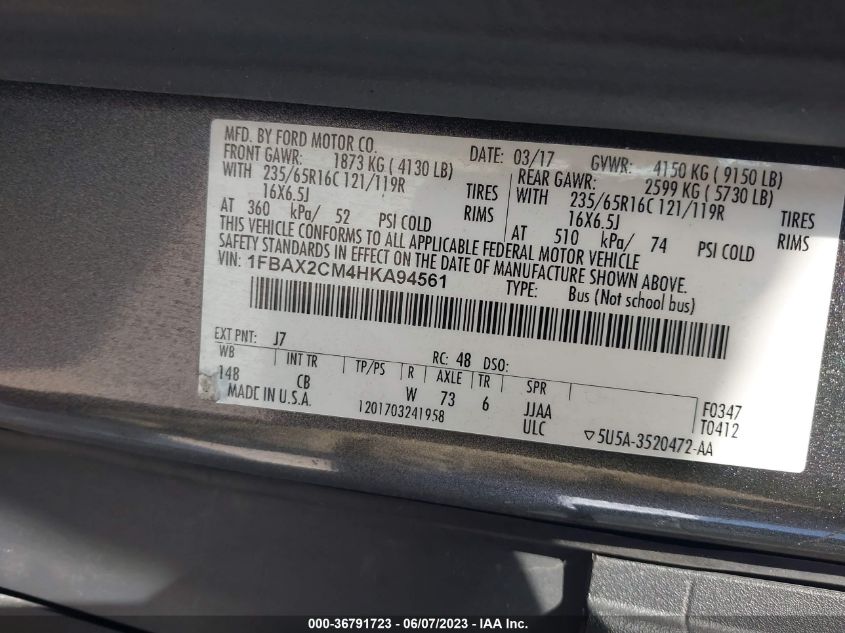 MFD. BY FORD MOTOR CO. DATE: 03/17 GVWR: 4150 KG ( 9150 LB)
FRONT GAWR: 1873 KG ( 4130 LB) REAR GAWR: 2599 KG ( 5730 LB)
WITH 235/65R16C 121/119R TIRES WITH 235/65R16C 121/119R TIRES
16X6.5J RIMS 16X6.5J RIMS
AT 360 kPa/ 52 PSI COLD AT 510 kPa/ 74 PSI COLD
THIS VEHICLE CONFORMS TO ALL APPLICABLE FEDERAL MOTOR VEHICLE
SAFETY STANDARDS IN EFFECT ON THE DATE OF MANUFACTURE SHOWN ABOVE.
VIN: 1FBAX2CM4HKA94561 TYPE: Bus (Not school bus)
EXT PNT: J7 RC: 48 DSO:
WB INT TR TP/PS R AXLE TR SPR
148 CB W 73 6 JJAA F0347
MADE IN U.S.A. 1201703241958 ULC T0412
▽5U5A-3520472-AA
000-36791723 - 06/07/2023 - IAA Inc.